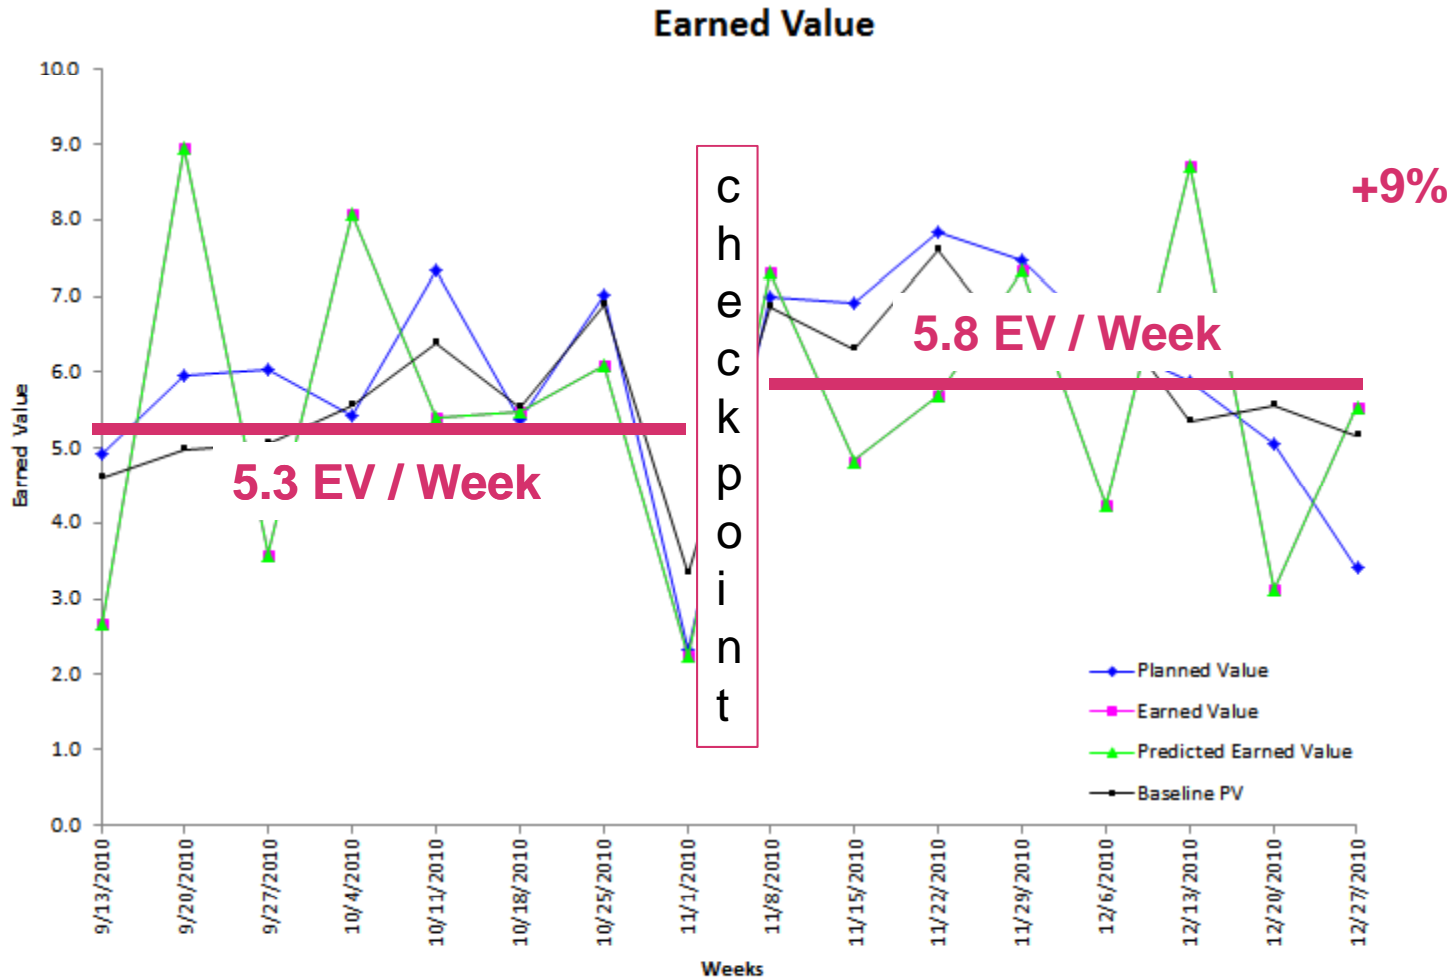 Earned Value
10.0
9.0
8.0
7.0
6.0
5.0
4.0
3.0
2.0
1.0
0.0
Earned Value
checkpoint
+9%
5.8 EV / Week
5.3 EV / Week
Planned Value
Earned Value
Predicted Earned Value
Baseline PV
9/13/2010
9/20/2010
9/27/2010
10/4/2010
10/11/2010
10/18/2010
10/25/2010
11/1/2010
11/8/2010
11/15/2010
11/22/2010
11/29/2010
12/6/2010
12/13/2010
12/20/2010
12/27/2010
Weeks